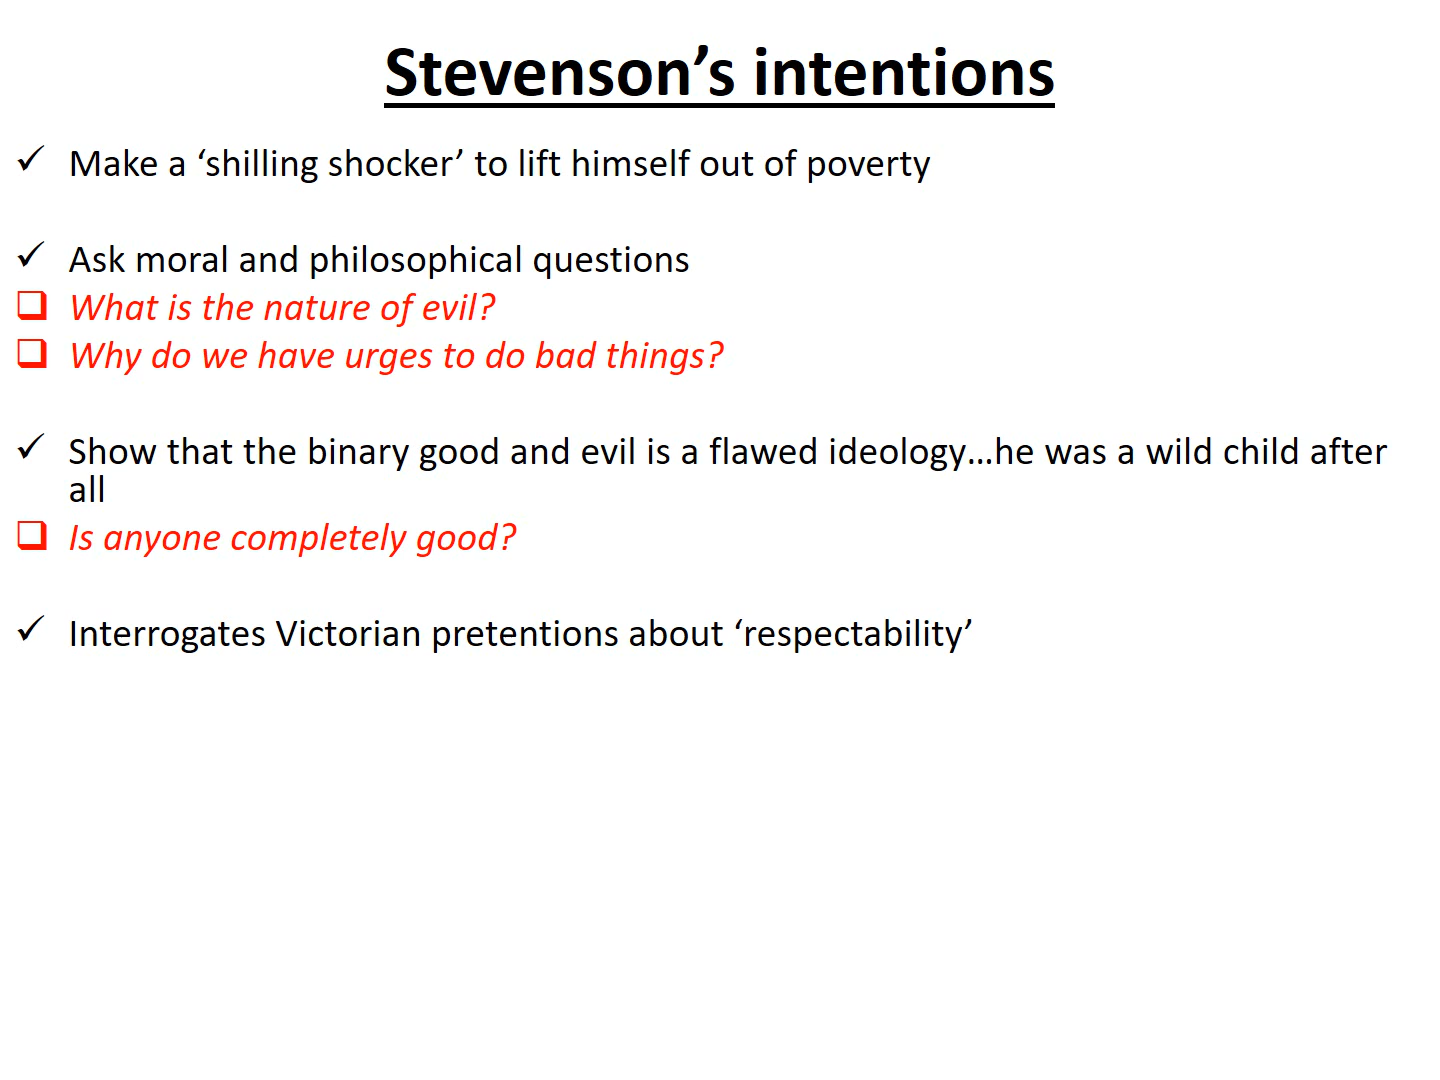 Stevenson’s intentions
Make a ‘shilling shocker’ to lift himself out of poverty
Ask moral and philosophical questions
What is the nature of evil?
Why do we have urges to do bad things?
Show that the binary good and evil is a flawed ideology…he was a wild child after
all
Is anyone completely good?
Interrogates Victorian pretentions about ‘respectability’